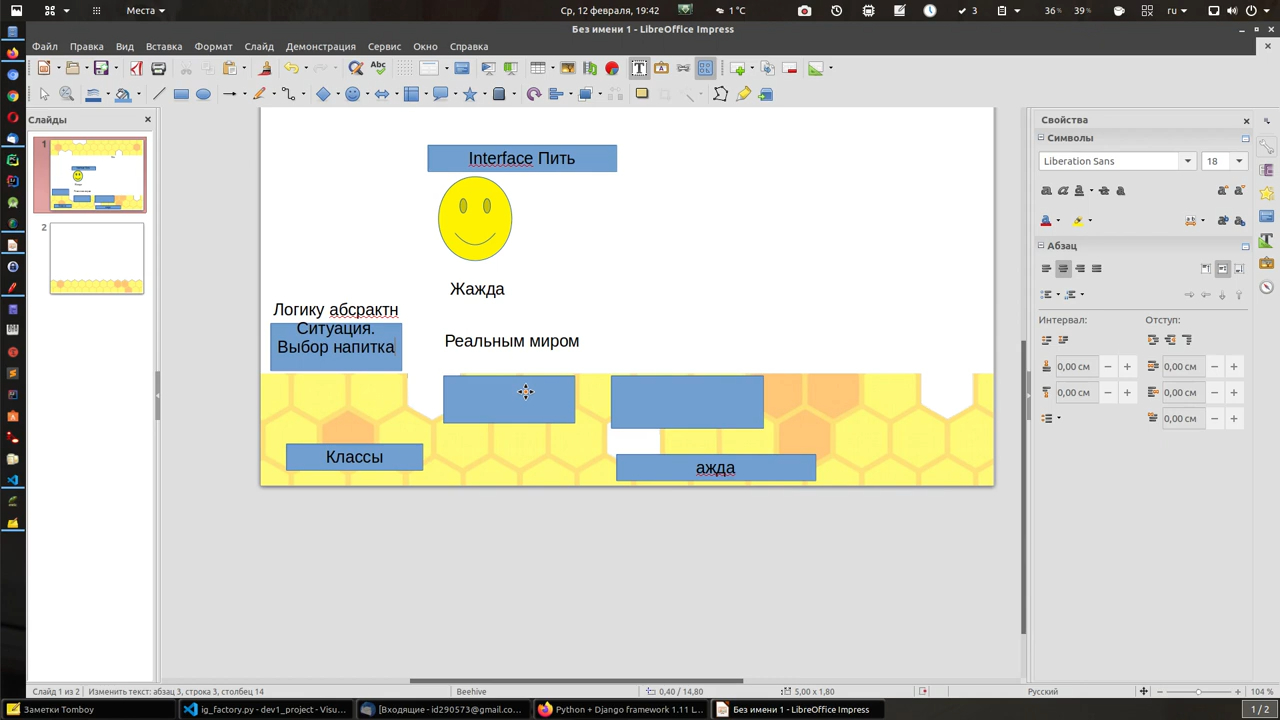 Места
Ср, 12 февраля, 19:42
1 °C
3
36 %
39%
ru
Без имени 1 - LibreOffice Impress
Файл
Правка
Вид
Вставка
Формат
Слайд
Демонстрация
Сервис
Окно
Справка
Слайды
1
2
Interface Пить
Жажда
Логику абсрактн
Ситуация.
Выбор напитка
Реальным миром
Классы
ажда
Свойства
Символы
Liberation Sans
18
Абзац
Интервал:
Отступ:
0,00 см
0,00 см
0,00 см
0,00 см
0,00 см
Слайд 1 из 2
Изменить текст: абзац 3, строка 3, столбец 14
Beehive
0,40 / 14,80
5,00 x 1,80
Русский
104 %
Заметки Tomboy
ig_factory.py - dev1_project - Visu...
[Входящие - id290573@gmail.co...
Python + Django framework 1.11 L...
Без имени 1 - LibreOffice Impress
1 / 2